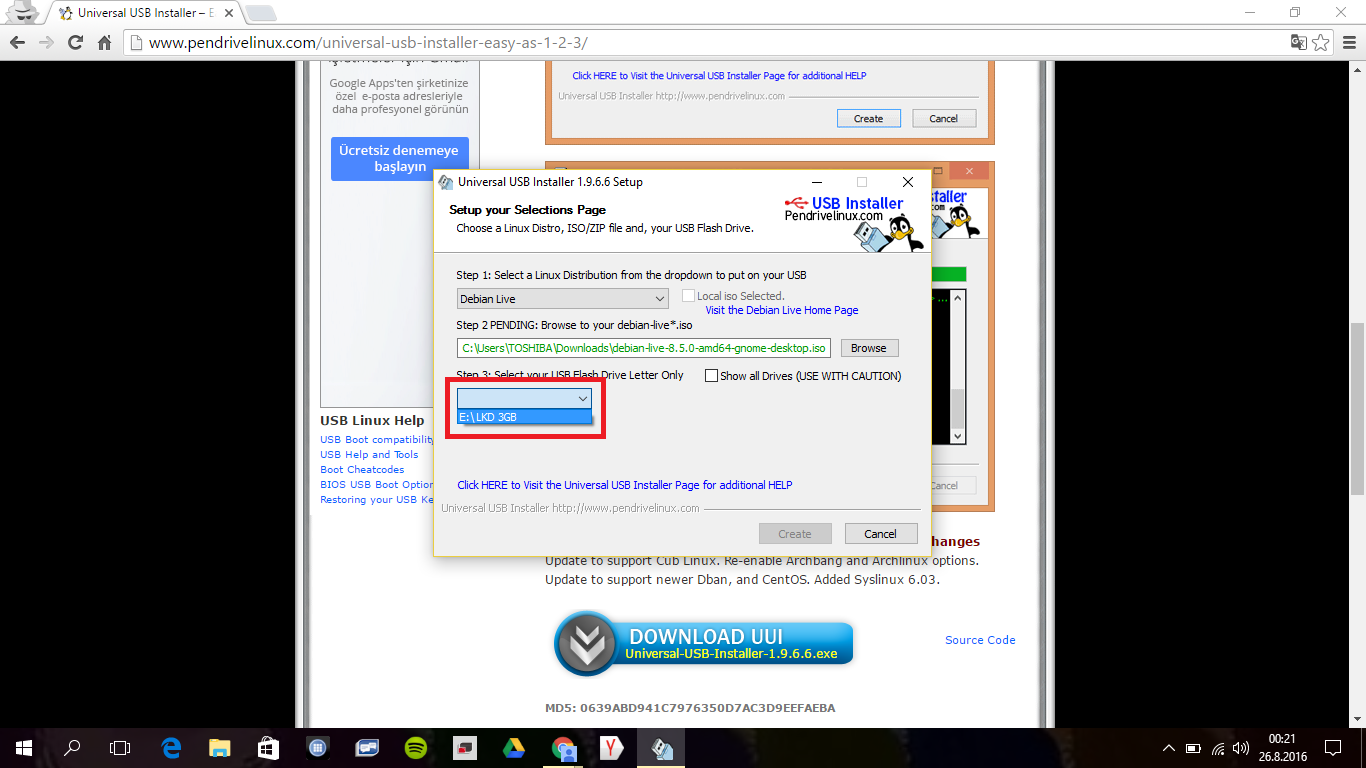 Universal USB Installer – E
www.pendrivelinux.com/universal-usb-installer-easy-as-1-2-3/
Google Apps'ten şirketinize
özel e-posta adresleriyle
daha profesyonel görünün
Ücretsiz denemeye
başlayın
USB Linux Help
USB Boot compatibility
USB Help and Tools
Boot Cheatcodes
BIOS USB Boot Option
Restoring your USB Ke
Click HERE to Visit the Universal USB Installer Page for additional HELP
Universal USB Installer http://www.pendrivelinux.com
Create
Cancel
Universal USB Installer 1.9.6.6 Setup
Setup your Selections Page
Choose a Linux Distro, ISO/ZIP file and, your USB Flash Drive.
USB Installer
Pendrivelinux.com
staller
com
Step 1: Select a Linux Distribution from the dropdown to put on your USB
Debian Live
Local iso Selected.
Visit the Debian Live Home Page
Step 2 PENDING: Browse to your debian-live*.iso
C:\Users\TOSHIBA\Downloads\debian-live-8.5.0-amd64-gnome-desktop.iso
Browse
Step 3: Select your USB Flash Drive Letter Only
Show all Drives (USE WITH CAUTION)
E:\ LKD 3GB
Click HERE to Visit the Universal USB Installer Page for additional HELP
Universal USB Installer http://www.pendrivelinux.com
Create
Cancel
Cancel
hanges
Update to support Cub Linux. Re-enable Archbang and Archlinux options.
Update to support newer Dban, and CentOS. Added Syslinux 6.03.
DOWNLOAD UUI
Universal-USB-Installer-1.9.6.6.exe
Source Code
MD5: 0639ABD941C7976350D7AC3D9EEFAEBA
00:21
26.8.2016